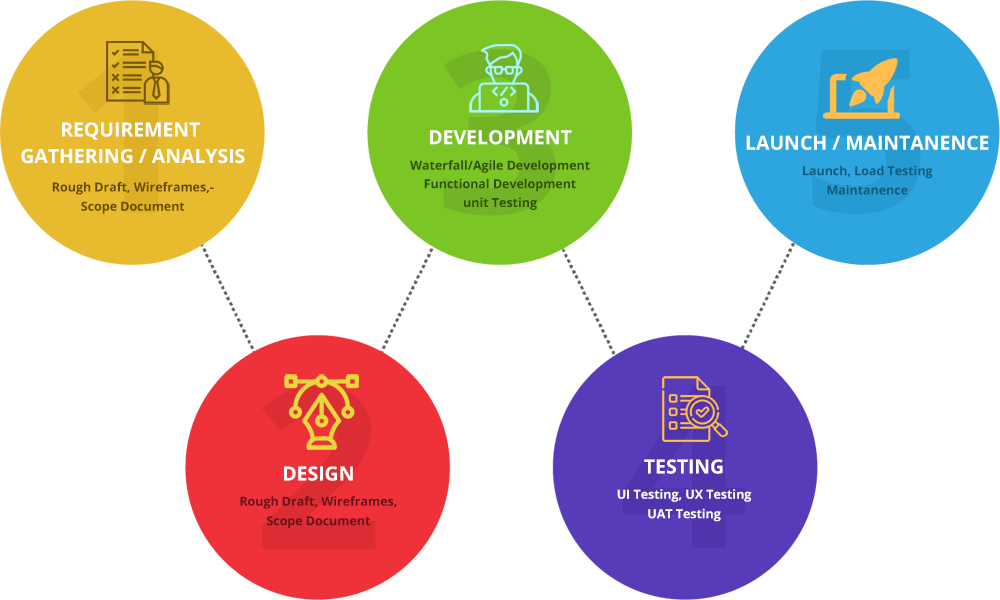 1
REQUIREMENT
GATHERING / ANALYSIS
Rough Draft, Wireframes,-
Scope Document
2
DESIGN
Rough Draft, Wireframes,
Scope Document
3
DEVELOPMENT
Waterfall/Agile Development
Functional Development
unit Testing
4
TESTING
UI Testing, UX Testing
UAT Testing
5
LAUNCH / MAINTANENCE
Launch, Load Testing
Maintanence